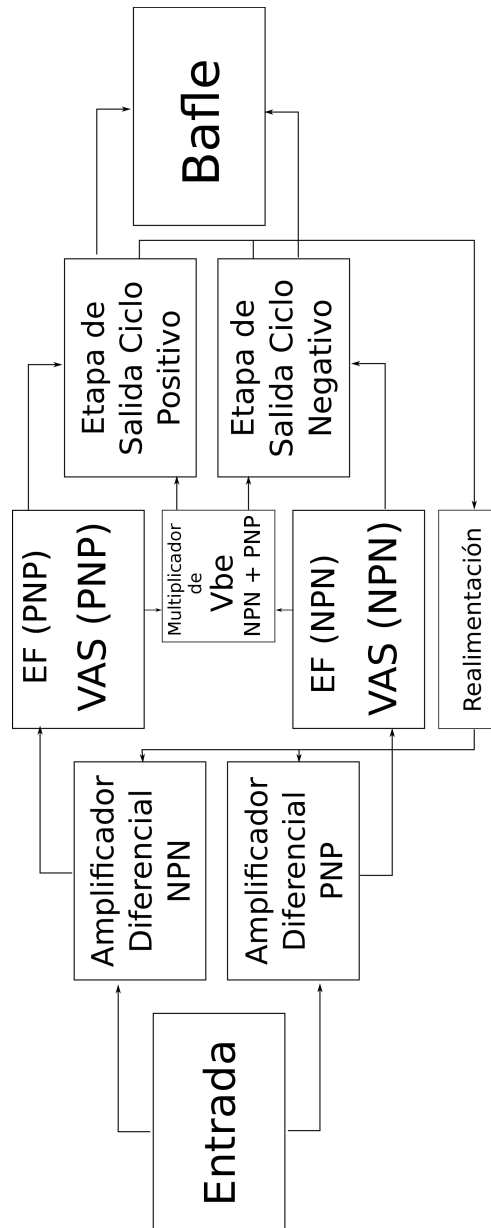 Entrada
Amplificador
Diferencial
NPN
Amplificador
Diferencial
PNP
EF (PNP)
VAS (PNP)
Multiplicador
de
Vbe
NPN + PNP
EF (NPN)
VAS (NPN)
Realimentación
Etapa de
Salida Ciclo
Positivo
Etapa de
Salida Ciclo
Negativo
Bafle